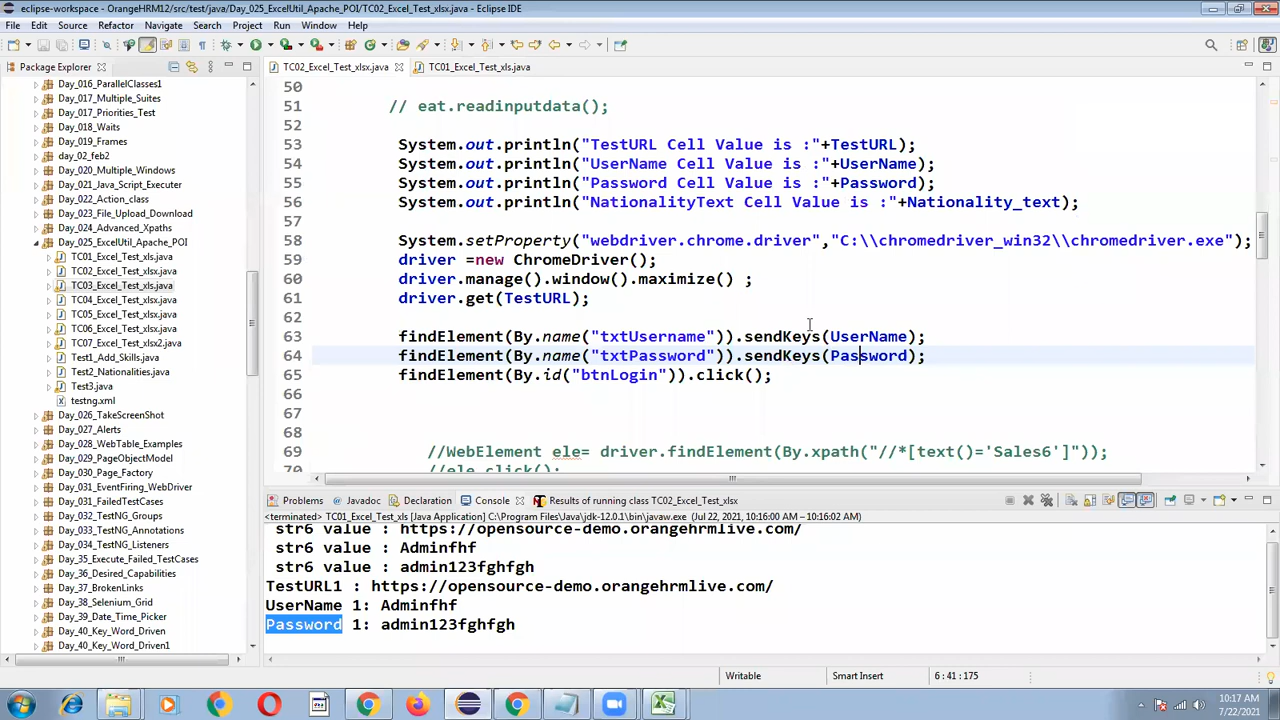 eclipse-workspace - OrangeHRM12/src/test/java/Day_025_ExcelUtil_Apache_POI/TC02_Excel_Test_xlsx.java - Eclipse IDE
File Edit Source Refactor Navigate Search Project Run Window Help
Package Explorer
TC02_Excel_Test_xlsx.java
TC01_Excel_Test_xls.java
Day_016_ParallelClasses1
Day_017_Multiple_Suites
Day_017_Priorities_Test
Day_018_Waits
Day_019_Frames
day_02_feb2
Day_020_Multiple_Windows
Day_021_Java_Script_Executer
Day_022_Action_class
Day_023_File_Upload_Download
Day_024_Advanced_Xpaths
Day_025_ExcelUtil_Apache_POI
TC01_Excel_Test_xls.java
TC02_Excel_Test_xlsx.java
TC03_Excel_Test_xls.java
TC04_Excel_Test_xlsx.java
TC05_Excel_Test_xlsx.java
TC06_Excel_Test_xlsx.java
TC07_Excel_Test_xlsx2.java
Test1_Add_Skills.java
Test2_Nationalities.java
Test3.java
testng.xml
Day_026_TakeScreenShot
Day_027_Alerts
Day_028_WebTable_Examples
Day_029_PageObjectModel
Day_030_Page_Factory
Day_031_EventFiring_WebDriver
Day_031_FailedTestCases
Day_032_TestNG_Groups
Day_033_TestNG_Annotations
Day_034_TestNG_Listeners
Day_35_Execute_Failed_TestCases
Day_36_Desired_Capabilities
Day_37_BrokenLinks
Day_38_Selenium_Grid
Day_39_Date_Time_Picker
Day_40_Key_Word_Driven
Day_40_Key_Word_Driven1
50
51 // eat.readinputdata();
52
53 System.out.println("TestURL Cell Value is :"+TestURL);
54 System.out.println("UserName Cell Value is :"+UserName);
55 System.out.println("Password Cell Value is :"+Password);
56 System.out.println("NationalityText Cell Value is :"+Nationality_text);
57
58 System.setProperty("webdriver.chrome.driver","C:\\chromedriver_win32\\chromedriver.exe");
59 driver =new ChromeDriver();
60 driver.manage().window().maximize() ;
61 driver.get(TestURL);
62
63 findElement(By.name("txtUsername")).sendKeys(UserName);
64 findElement(By.name("txtPassword")).sendKeys(Password);
65 findElement(By.id("btnLogin")).click();
66
67
68
69 //WebElement ele= driver.findElement(By.xpath("//*[text()='Sales6']"));
70 //ele.click();
Problems Javadoc Declaration Console Results of running class TC02_Excel_Test_xlsx
<terminated> TC01_Excel_Test_xls [Java Application] C:\Program Files\Java\jdk-12.0.1\bin\javaw.exe (Jul 22, 2021, 10:16:00 AM – 10:16:02 AM)
str6 value : https://opensource-demo.orangehrmlive.com/
str6 value : Adminfhf
str6 value : admin123fghfgh
TestURL1 : https://opensource-demo.orangehrmlive.com/
UserName 1: Adminfhf
Password 1: admin123fghfgh
Writable Smart Insert 6 : 41 : 175
10:17 AM
7/22/2021